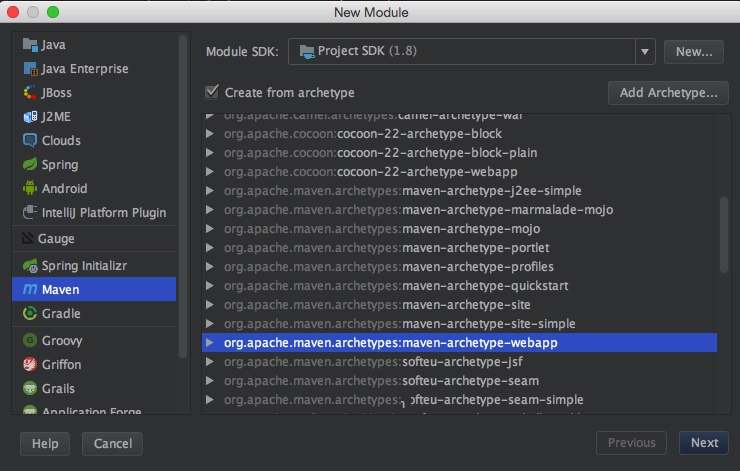 New Module
Java
Java Enterprise
JBoss
J2ME
Clouds
Spring
Android
IntelliJ Platform Plugin
Gauge
Spring Initializr
Maven
Gradle
Groovy
Griffon
Grails
Application Forge
Module SDK:
Project SDK (1.8)
New...
Create from archetype
Add Archetype...
org.apache.camel.archetypes:camel-archetype-war
org.apache.cocoon:cocoon-22-archetype-block
org.apache.cocoon:cocoon-22-archetype-block-plain
org.apache.cocoon:cocoon-22-archetype-webapp
org.apache.maven.archetypes:maven-archetype-j2ee-simple
org.apache.maven.archetypes:maven-archetype-marmalade-mojo
org.apache.maven.archetypes:maven-archetype-mojo
org.apache.maven.archetypes:maven-archetype-portlet
org.apache.maven.archetypes:maven-archetype-profiles
org.apache.maven.archetypes:maven-archetype-quickstart
org.apache.maven.archetypes:maven-archetype-site
org.apache.maven.archetypes:maven-archetype-site-simple
org.apache.maven.archetypes:maven-archetype-webapp
org.apache.maven.archetypes:softeu-archetype-jsf
org.apache.maven.archetypes:softeu-archetype-seam
org.apache.maven.archetypes:softeu-archetype-seam-simple
Help
Cancel
Previous
Next